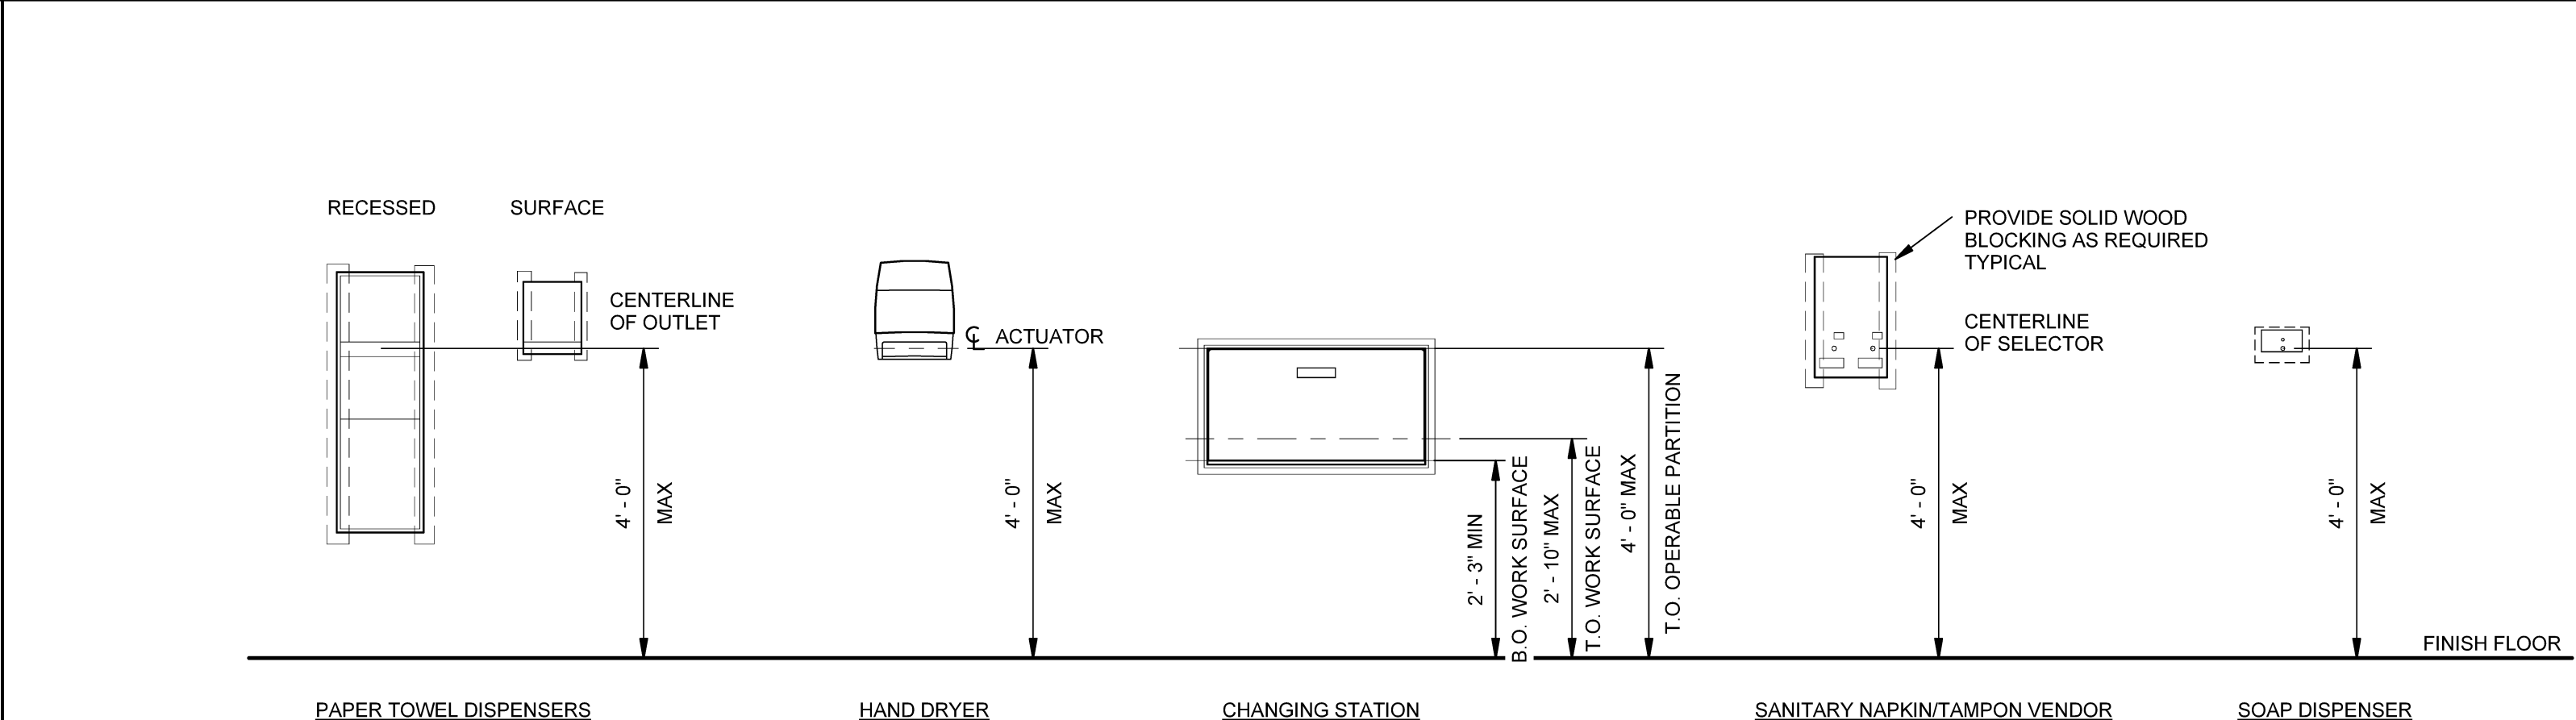 RECESSED
SURFACE
CENTERLINE
OF OUTLET
4' - 0"
MAX
PAPER TOWEL DISPENSERS
℄ ACTUATOR
4' - 0"
MAX
HAND DRYER
2' - 3" MIN
B.O. WORK SURFACE
2' - 10" MAX
T.O. WORK SURFACE
4' - 0" MAX
T.O. OPERABLE PARTITION
CHANGING STATION
PROVIDE SOLID WOOD
BLOCKING AS REQUIRED
TYPICAL
CENTERLINE
OF SELECTOR
4' - 0"
MAX
SANITARY NAPKIN/TAMPON VENDOR
4' - 0"
MAX
FINISH FLOOR
SOAP DISPENSER